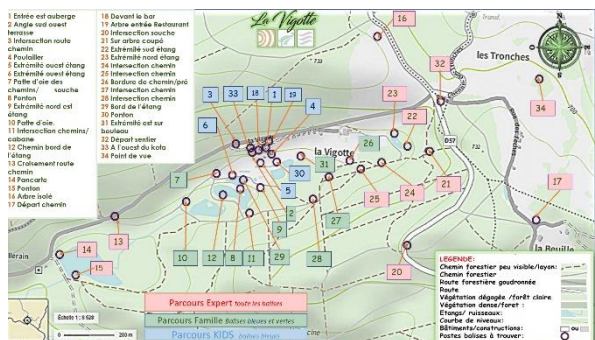 1 Entrée est auberge
2 Angle sud ouest
terrasse
3 Intersection route
chemin
4 Poulailler
5 Extrémité ouest étang
6 Extrémité ouest étang
7 Patte d'oie des
chemins/ souche
8 Ponton
9 Extrémité nord est
étang
10 Patte d'oie.
11 Intersection chemins/
cabane
12 Chemin bord de
l'étang
13 Croisement route
chemin
14 Pancarte
15 Ponton
16 Arbre isolé
17 Départ chemin
18 Devant le bar
19 Arbre entrée Restaurant
20 Intersection souche
21 Sur arbre coupé
22 Extrémité sud étang
23 Extrémité nord étang
24 Intersection chemin
25 Intersection chemin
26 Bordure de chemin/pré
27 Intersection chemin
28 Intersection chemin
29 Bord de l'étang
30 Ponton
31 Extrémité est sur
bouleau
32 Départ sentier
33 A l'ouest du kota
34 Point de vue
La Vigotte
16
les Tronches
32
34
3 33 18 1 19
4
6
23
22
26
D57
la Vigotte
la Vigotte
30
31
7
5
2
9
27
25
24
21
17
13
14
15
10 12 8 11 29 28
20
la Bouille
Parcours Expert toute les balises
Parcours Famille Balises bleues et vertes
Parcours KIDS balises bleues
Echelle 1 : 8 528
0 200 m
LEGENDE:
Chemin forestier peu visible/layon:
Chemin forestier
Route forestière goudronnée
Route
Végétation dégagée /forêt claire
Végétation dense/foret :
Etangs/ ruisseaux:
Courbe de niveau:
Bâtiments/constructions: ou
Postes balises à trouver: